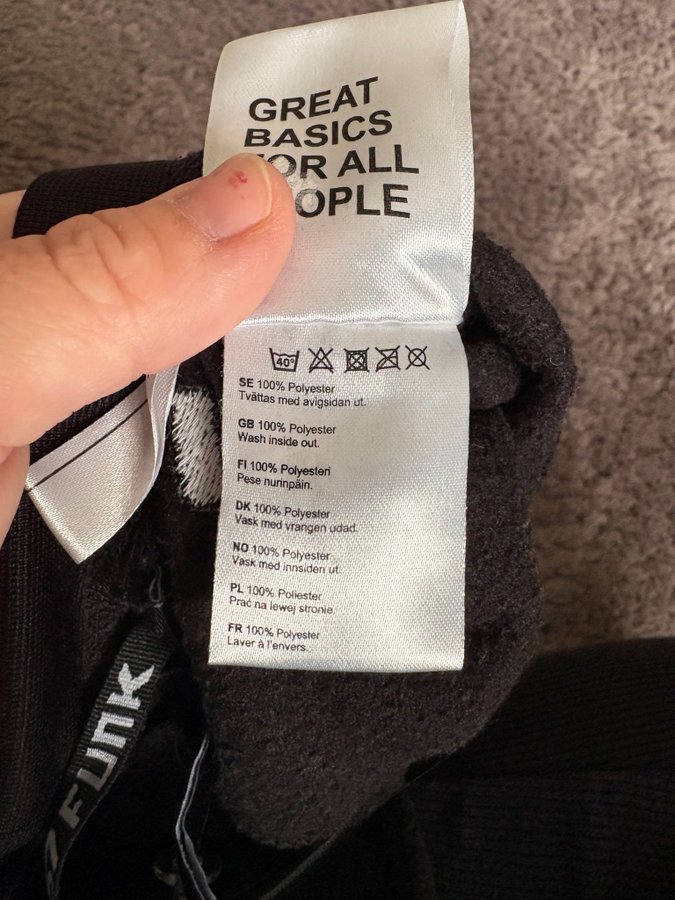 GREAT
BASICS
ALL
40°
SE 100% Polyester
Tvättas med avigsidan ut.
GB 100% Polyester
Wash inside out.
FI 100% Polyesteri
Pese nurinpäin.
DK 100% Polyester
Vask med vrangen udad.
NO 100% Polyester
Vask med innsiden ut.
PL 100% Poliester
Prać na lewej stronie.
FR 100% Polyester
Laver à l'envers.
FUNK